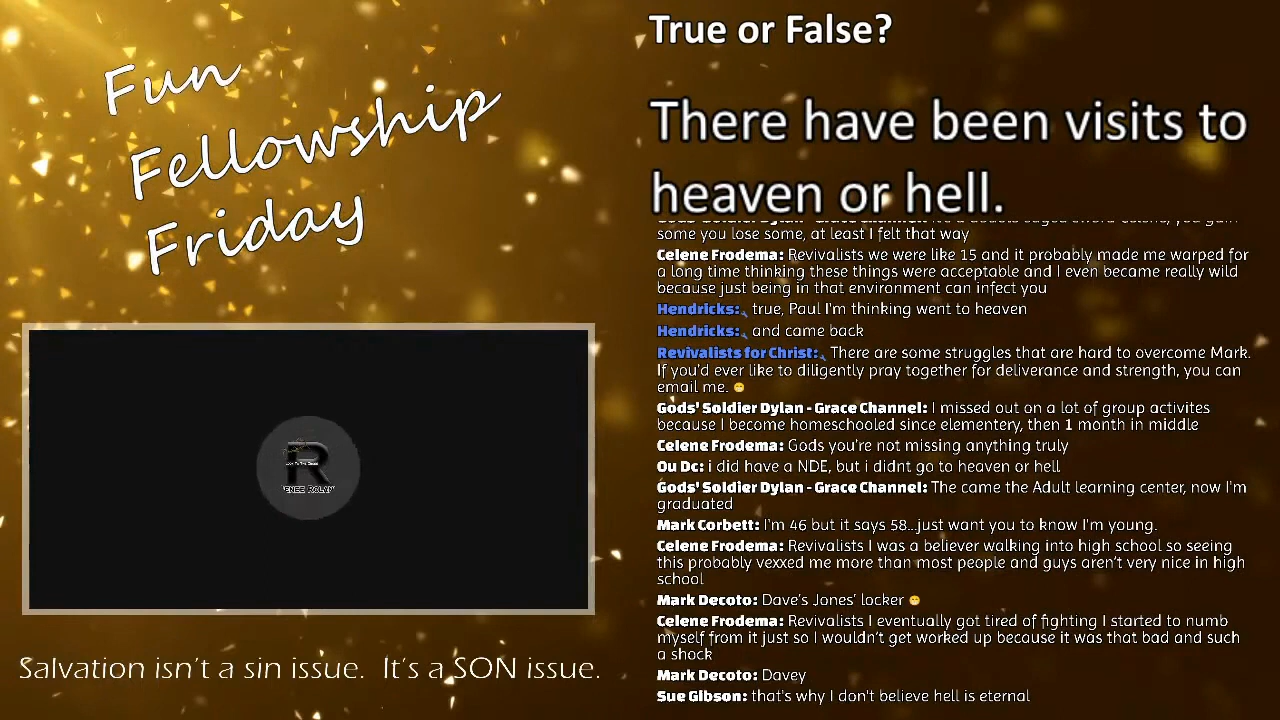 Fun
Fellowship
Friday
True or False?
There have been visits to
heaven or hell.
some you lose some, at least I felt that way
Celene Frodema: Revivalists we were like 15 and it probably made me warped for
a long time thinking these things were acceptable and I even became really wild
because just being in that environment can infect you
Hendricks: true, Paul I'm thinking went to heaven
Hendricks: and came back
Revivalists for Christ: There are some struggles that are hard to overcome Mark.
If you'd ever like to diligently pray together for deliverance and strength, you can
email me. 😁
Gods' Soldier Dylan - Grace Channel: I missed out on a lot of group activites
because I become homeschooled since elementery, then 1 month in middle
Celene Frodema: Gods you're not missing anything truly
Ou Dc: i did have a NDE, but i didnt go to heaven or hell
Gods' Soldier Dylan - Grace Channel: The came the Adult learning center, now I'm
graduated
Mark Corbett: I'm 46 but it says 58...just want you to know I'm young.
Celene Frodema: Revivalists I was a believer walking into high school so seeing
this probably vexxed me more than most people and guys aren't very nice in high
school
Mark Decoto: Dave's Jones' locker 😁
Celene Frodema: Revivalists I eventually got tired of fighting I started to numb
myself from it just so I wouldn't get worked up because it was that bad and such
a shock
Mark Decoto: Davey
Sue Gibson: that's why I don't believe hell is eternal
R
Salvation isn't a sin issue. It's a SON issue.